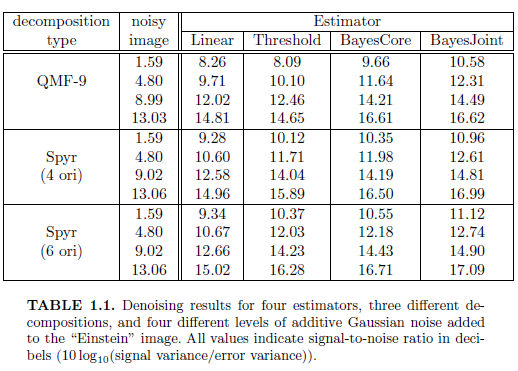 decomposition noisy Estimator
type image Linear Threshold BayesCore BayesJoint
1.59 8.26 8.09 9.66 10.58
QMF-9 4.80 9.71 10.10 11.64 12.31
8.99 12.02 12.46 14.21 14.49
13.03 14.81 14.65 16.61 16.62
1.59 9.28 10.12 10.35 10.96
Spyr 4.80 10.60 11.71 11.98 12.61
(4 ori) 9.02 12.58 14.04 14.19 14.81
13.06 14.96 15.89 16.50 16.99
1.59 9.34 10.37 10.55 11.12
Spyr 4.80 10.67 12.03 12.18 12.74
(6 ori) 9.02 12.66 14.23 14.43 14.90
13.06 15.02 16.28 16.71 17.09
TABLE 1.1. Denoising results for four estimators, three different de-
compositions, and four different levels of additive Gaussian noise added
to the “Einstein” image. All values indicate signal-to-noise ratio in deci-
bels (10 log₁₀(signal variance/error variance)).